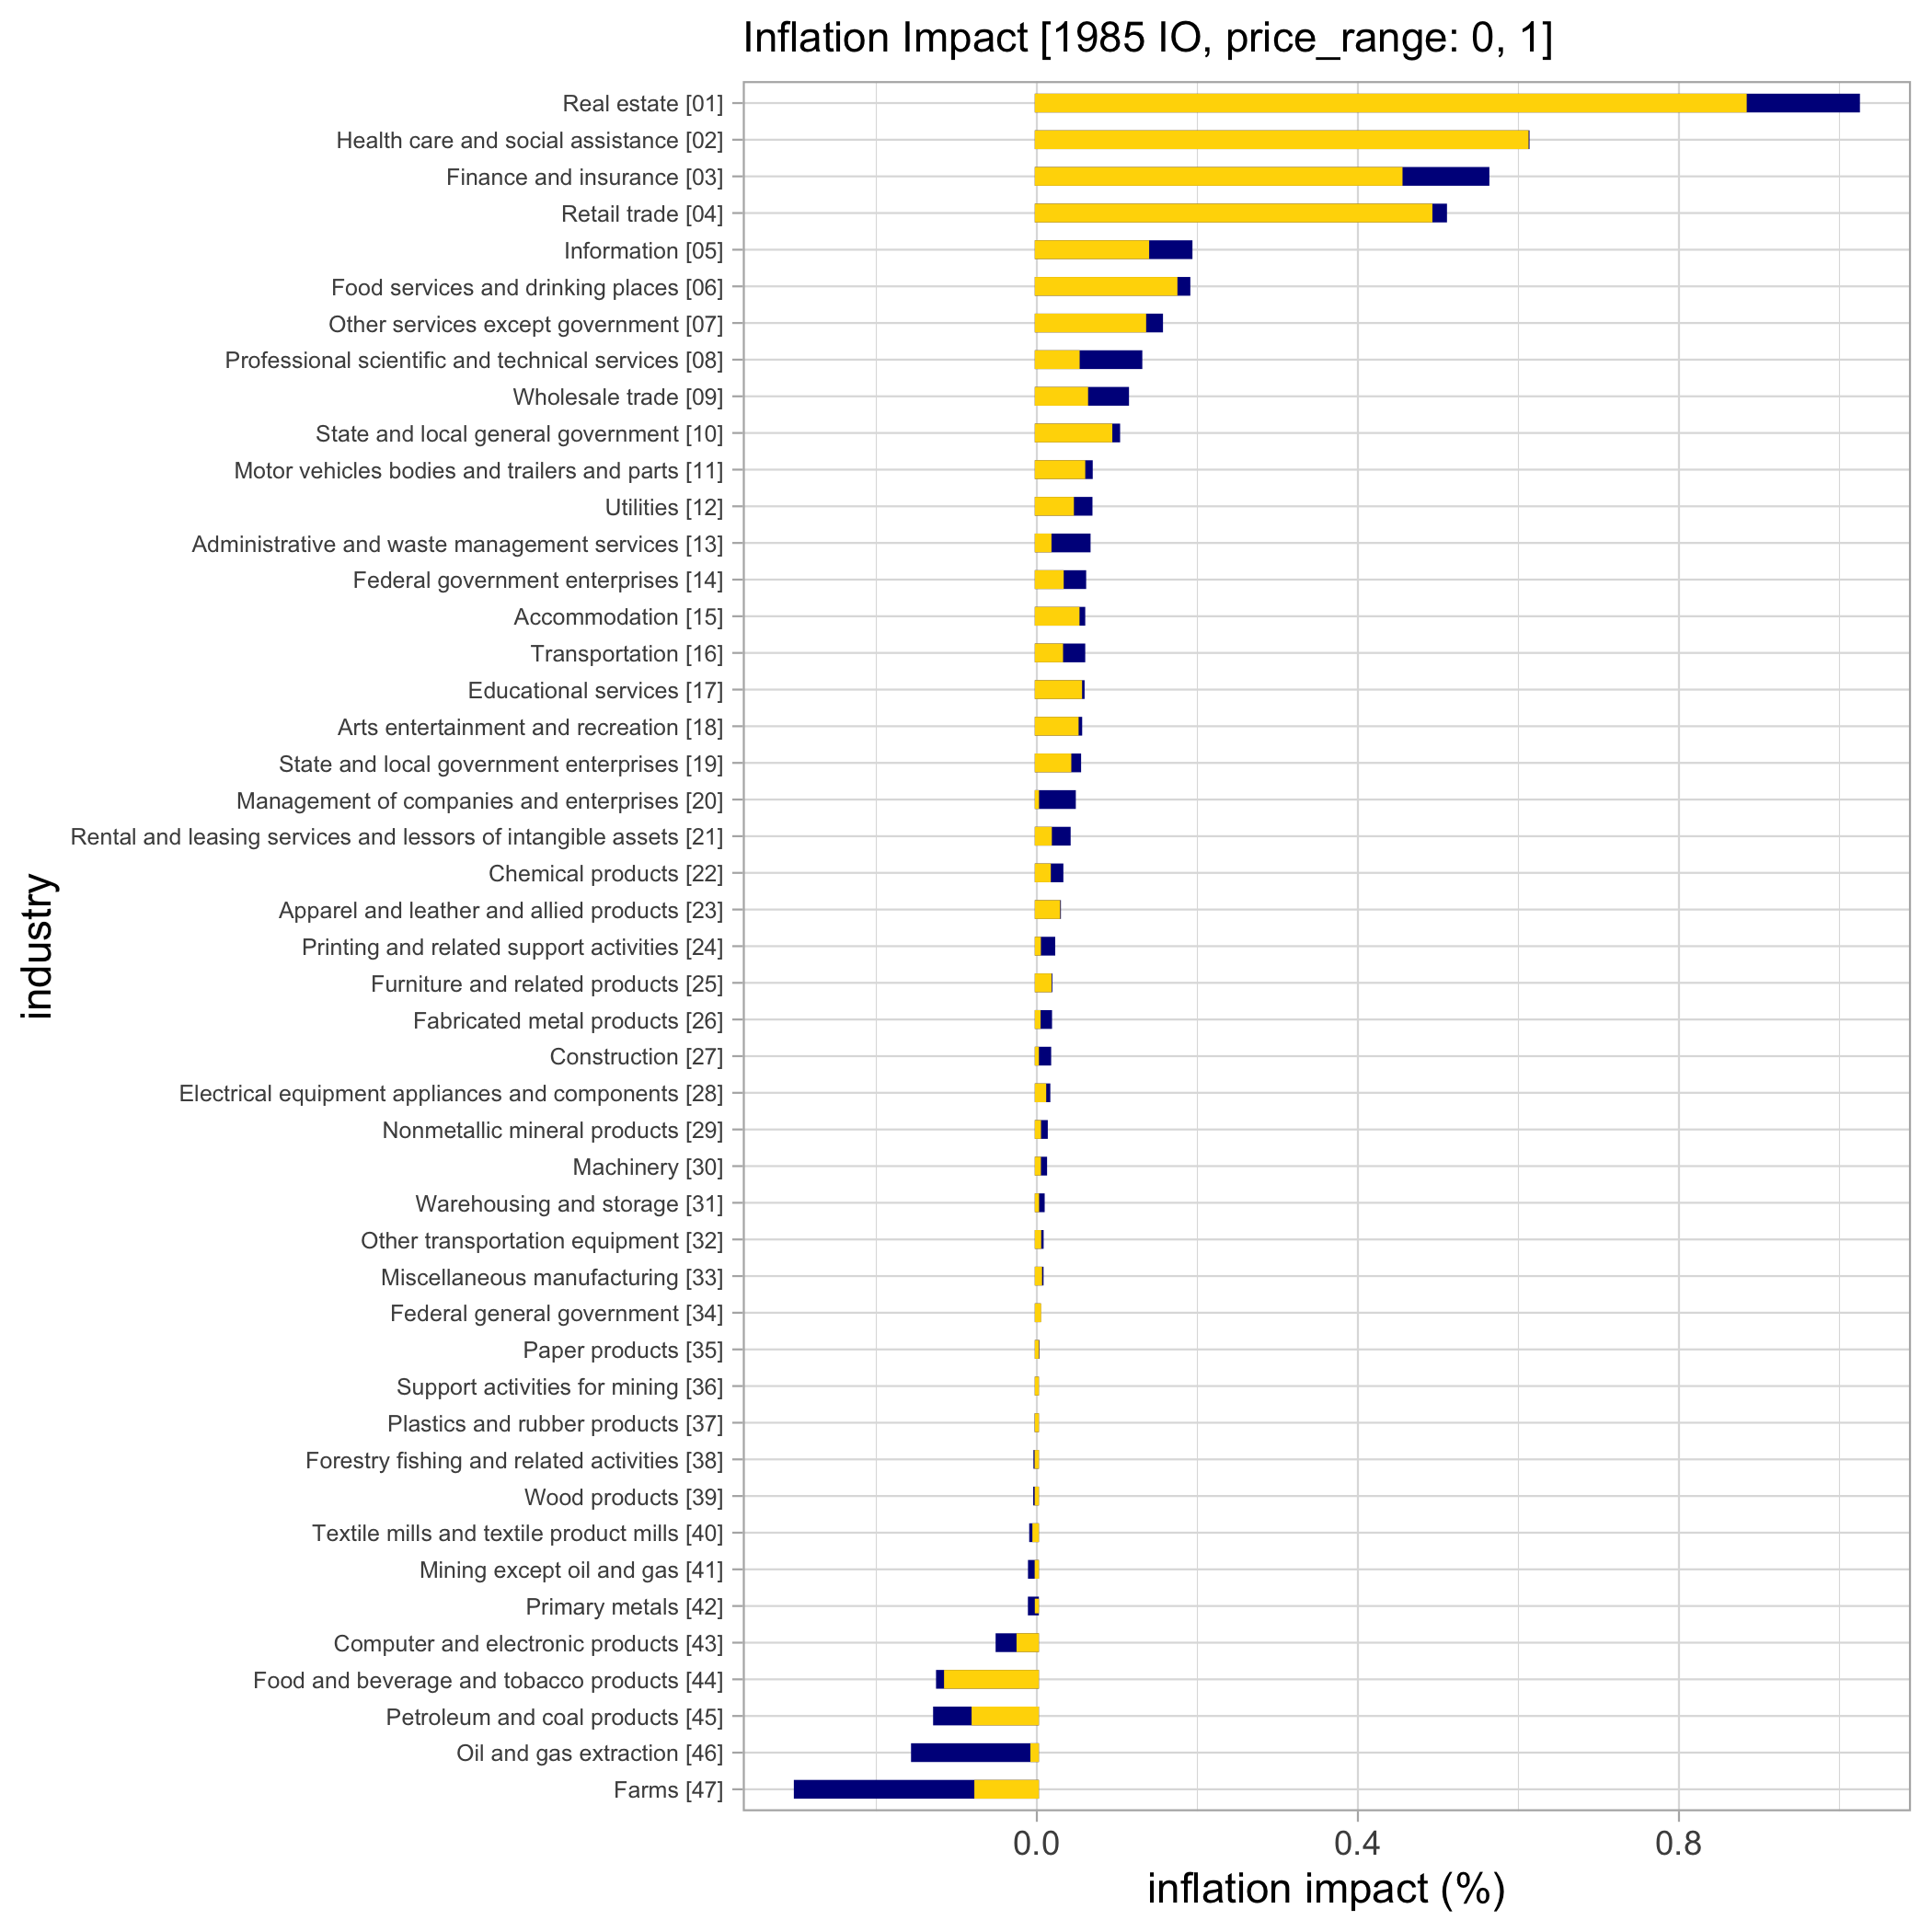 Inflation Impact [1985 IO, price_range: 0, 1]
Real estate [01]
Health care and social assistance [02]
Finance and insurance [03]
Retail trade [04]
Information [05]
Food services and drinking places [06]
Other services except government [07]
Professional scientific and technical services [08]
Wholesale trade [09]
State and local general government [10]
Motor vehicles bodies and trailers and parts [11]
Utilities [12]
Administrative and waste management services [13]
Federal government enterprises [14]
Accommodation [15]
Transportation [16]
Educational services [17]
Arts entertainment and recreation [18]
State and local government enterprises [19]
Management of companies and enterprises [20]
Rental and leasing services and lessors of intangible assets [21]
Chemical products [22]
Apparel and leather and allied products [23]
Printing and related support activities [24]
Furniture and related products [25]
Fabricated metal products [26]
Construction [27]
Electrical equipment appliances and components [28]
Nonmetallic mineral products [29]
Machinery [30]
Warehousing and storage [31]
Other transportation equipment [32]
Miscellaneous manufacturing [33]
Federal general government [34]
Paper products [35]
Support activities for mining [36]
Plastics and rubber products [37]
Forestry fishing and related activities [38]
Wood products [39]
Textile mills and textile product mills [40]
Mining except oil and gas [41]
Primary metals [42]
Computer and electronic products [43]
Food and beverage and tobacco products [44]
Petroleum and coal products [45]
Oil and gas extraction [46]
Farms [47]
industry
0.0 0.4 0.8
inflation impact (%)